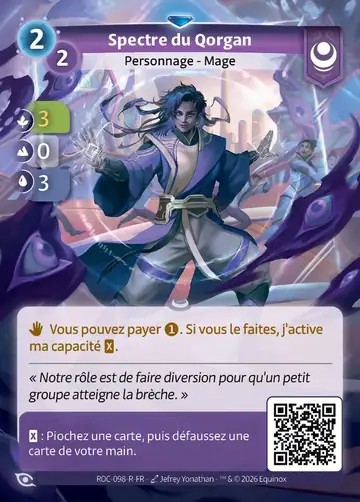 2
2
Spectre du Qorgan
Personnage - Mage
3
0
3
Vous pouvez payer 1. Si vous le faites, j'active
ma capacité X.
« Notre rôle est de faire diversion pour qu'un petit
groupe atteigne la brèche. »
X : Piochez une carte, puis défaussez une
carte de votre main.
ROC-098-R-FR - Jefrey Yonathan - ™ & © 2026 Equinox